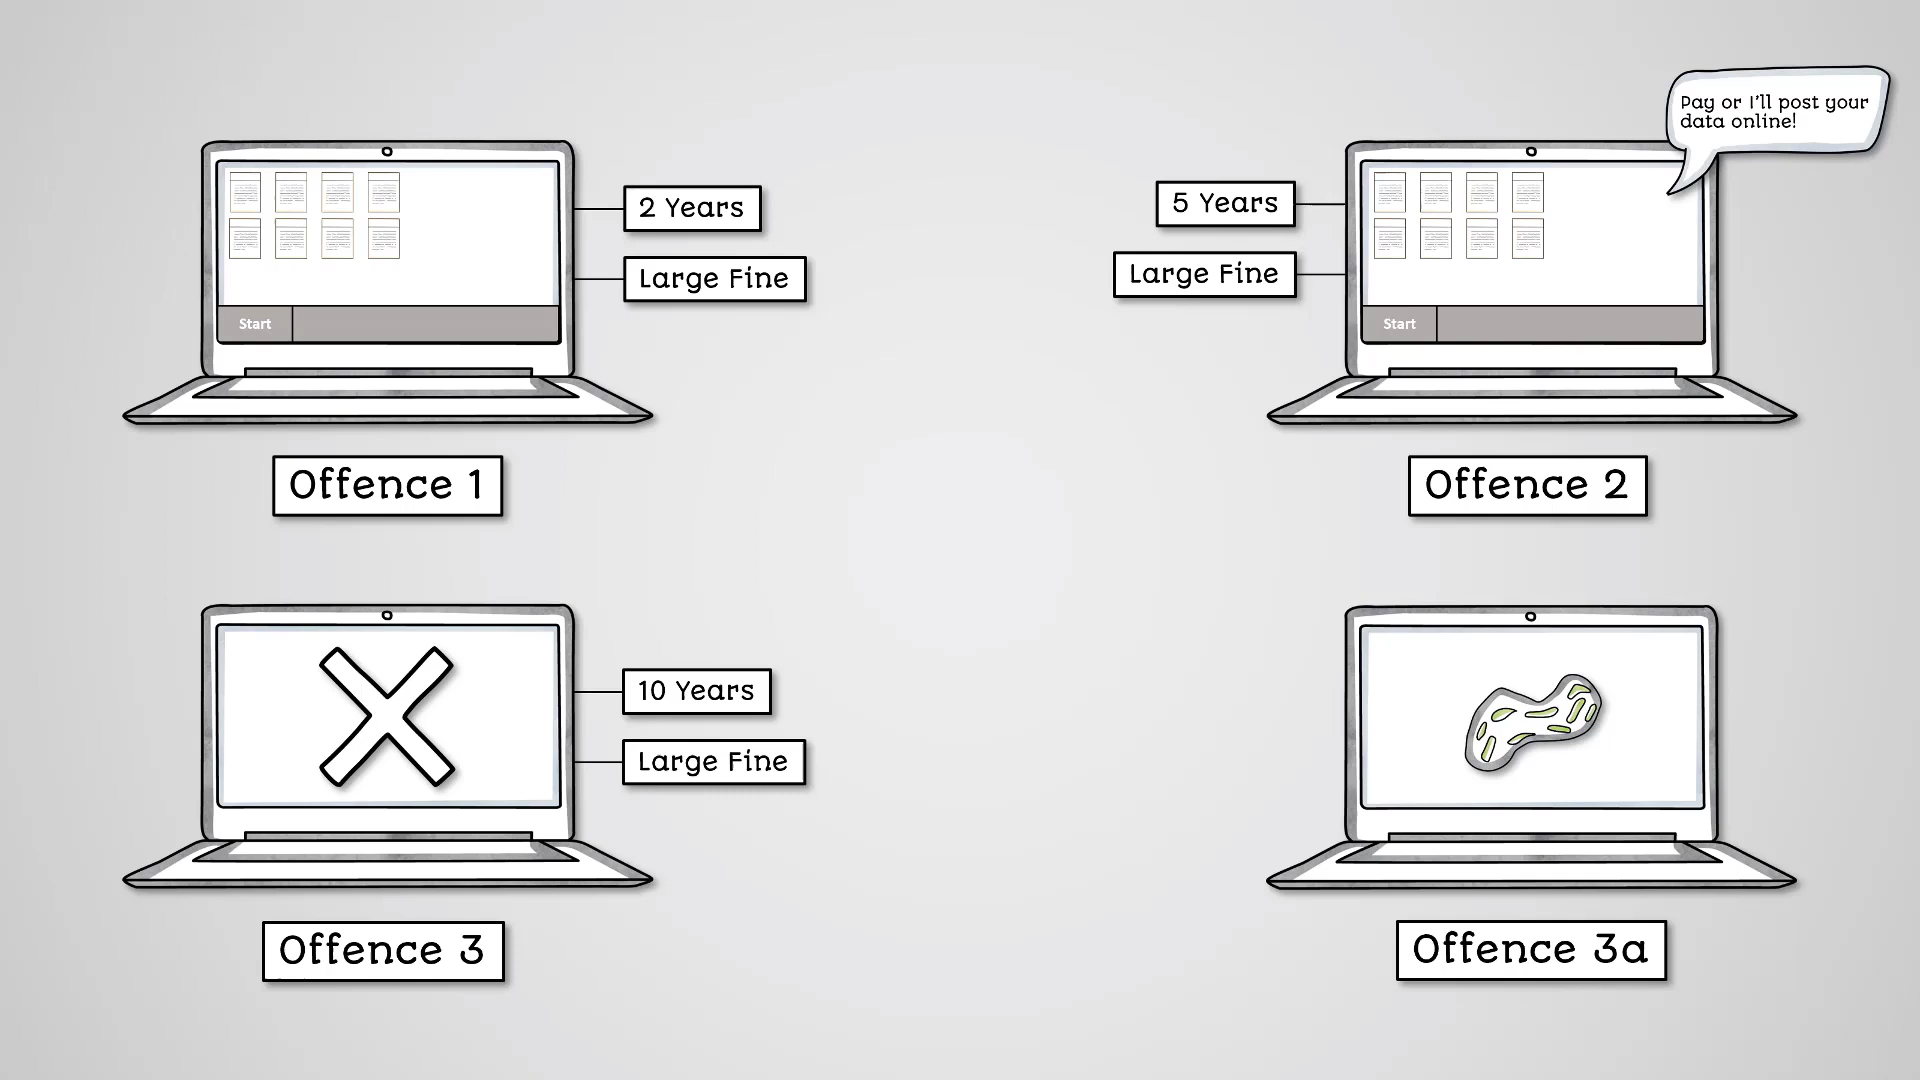 Pay or I'll post your
data online!
2 Years
Large Fine
Start
5 Years
Large Fine
Start
Offence 1
Offence 2
10 Years
Large Fine
Offence 3
Offence 3a